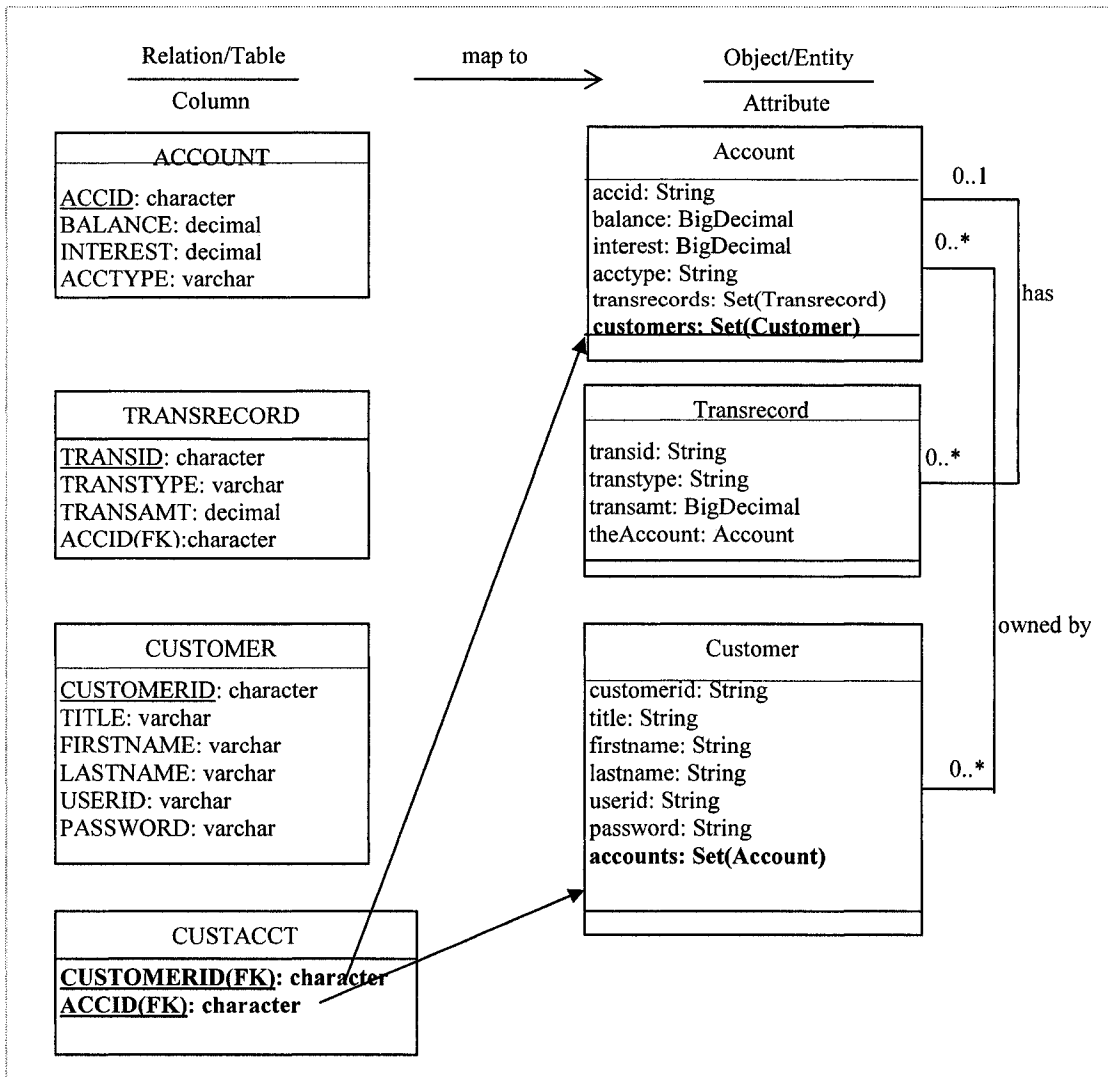 Relation/Table
map to
Object/Entity
Column
Attribute
ACCOUNT
ACCID: character
BALANCE: decimal
INTEREST: decimal
ACCTYPE: varchar
Account
accid: String
balance: BigDecimal
interest: BigDecimal
acctype: String
transrecords: Set(Transrecord)
customers: Set(Customer)
0..1
0..*
has
TRANSRECORD
TRANSID: character
TRANSTYPE: varchar
TRANSAMT: decimal
ACCID(FK):character
Transrecord
transid: String
transtype: String
transamt: BigDecimal
theAccount: Account
0..*
owned by
CUSTOMER
CUSTOMERID: character
TITLE: varchar
FIRSTNAME: varchar
LASTNAME: varchar
USERID: varchar
PASSWORD: varchar
Customer
customerid: String
title: String
firstname: String
lastname: String
userid: String
password: String
accounts: Set(Account)
0..*
CUSTACCT
CUSTOMERID(FK): character
ACCID(FK): character